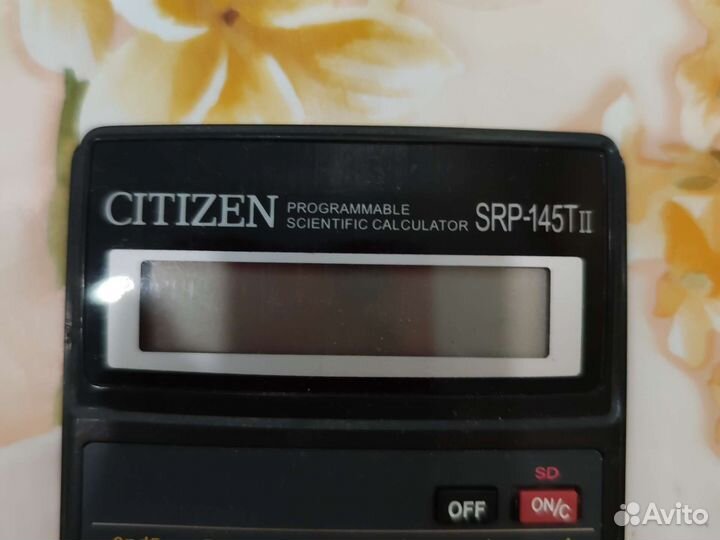 CITIZEN PROGRAMMABLE SCIENTIFIC CALCULATOR SRP-145TII
SD
OFF ON/C
Avito